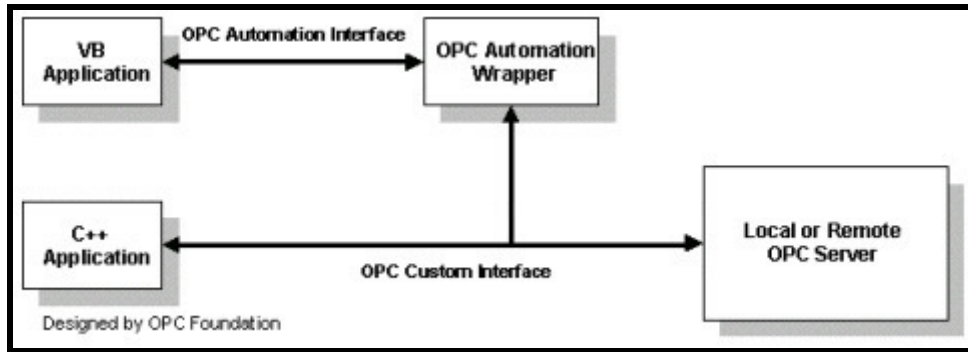 VB
Application
OPC Automation Interface
OPC Automation
Wrapper
C++
Application
OPC Custom Interface
Local or Remote
OPC Server
Designed by OPC Foundation